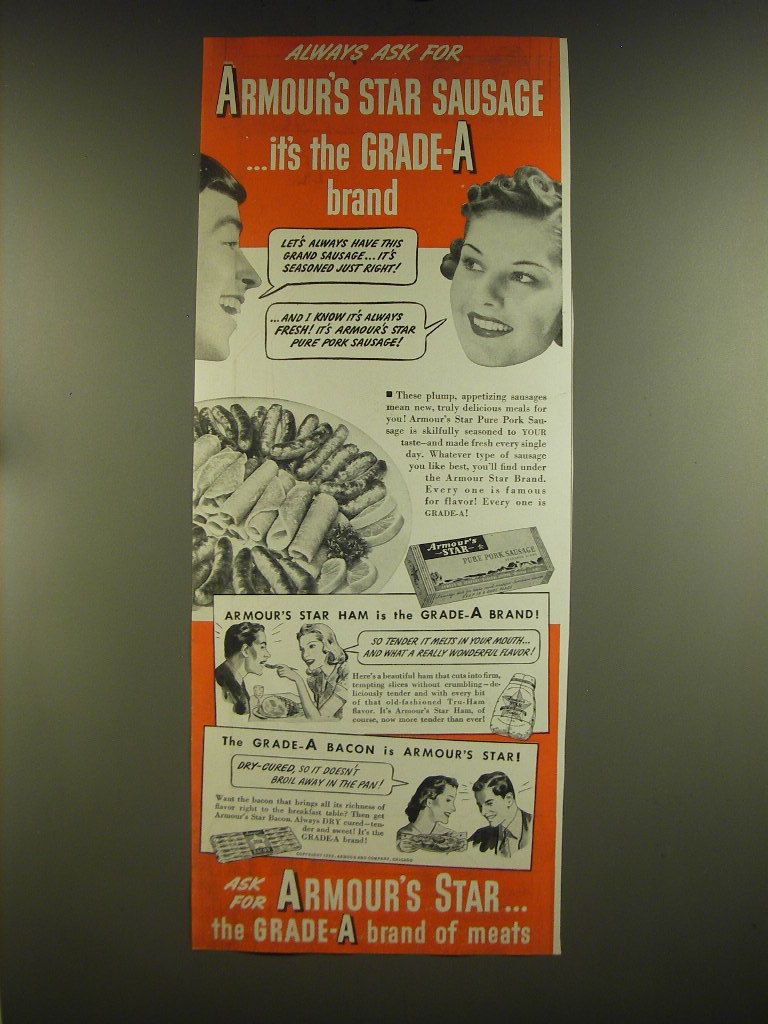 ALWAYS ASK FOR
ARMOUR'S STAR SAUSAGE
...it's the GRADE-A
brand
LET'S ALWAYS HAVE THIS
GRAND SAUSAGE...IT'S
SEASONED JUST RIGHT!
...AND I KNOW IT'S ALWAYS
FRESH! IT'S ARMOUR'S STAR
PURE PORK SAUSAGE!
■ These plump, appetizing sausages
mean new, truly delicious meals for
you! Armour's Star Pure Pork Sau-
sage is skilfully seasoned to YOUR
taste—and made fresh every single
day. Whatever type of sausage
you like best, you'll find under
the Armour Star Brand.
Every one is famous
for flavor! Every one is
GRADE-A!
Armour's
STAR
PURE PORK SAUSAGE
ARMOUR'S STAR HAM is the GRADE-A BRAND!
SO TENDER IT MELTS IN YOUR MOUTH...
AND WHAT A REALLY WONDERFUL FLAVOR!
Here's a beautiful ham that cuts into firm,
tempting slices without crumbling—de-
liciously tender and with every bit
of that old-fashioned Tru-Ham
flavor. It's Armour's Star Ham, of
course, now more tender than ever!
The GRADE-A BACON is ARMOUR'S STAR!
DRY-CURED, SO IT DOESN'T
BROIL AWAY IN THE PAN!
Want the bacon that brings all its richness of
flavor right to the breakfast table? Then get
Armour's Star Bacon. Always DRY cured—ten-
der and sweet! It's the
GRADE-A brand!
ARMOUR AND COMPANY, CHICAGO
ASK
FOR ARMOUR'S STAR...
the GRADE-A brand of meats